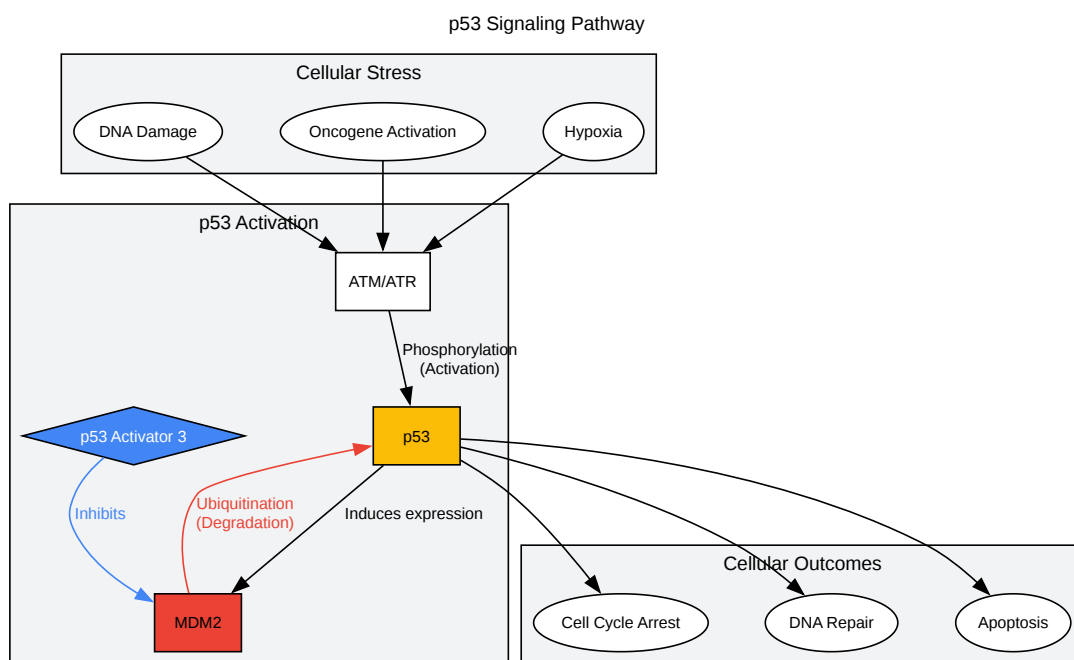 p53 Signaling Pathway
Cellular Stress
DNA Damage
Oncogene Activation
Hypoxia
p53 Activation
ATM/ATR
Phosphorylation
(Activation)
p53 Activator 3
p53
Inhibits
Ubiquitination
(Degradation)
Induces expression
MDM2
Cellular Outcomes
Cell Cycle Arrest
DNA Repair
Apoptosis